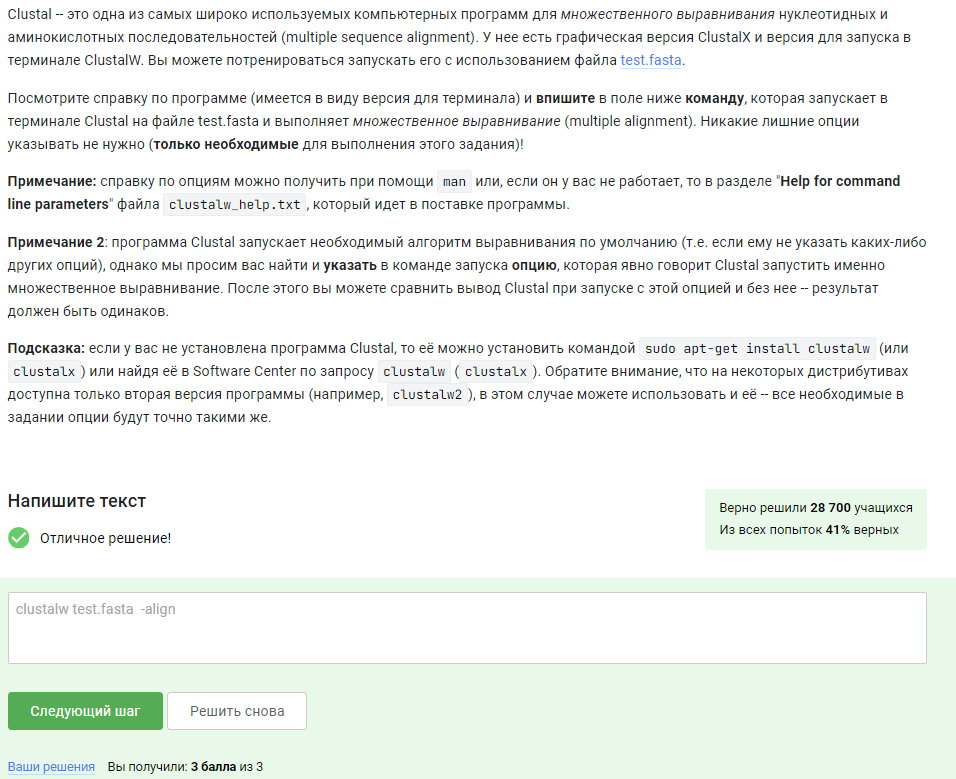 Clustal -- это одна из самых широко используемых компьютерных программ для множественного выравнивания нуклеотидных и
аминокислотных последовательностей (multiple sequence alignment). У нее есть графическая версия ClustalX и версия для запуска в
терминале ClustalW. Вы можете потренироваться запускать его с использованием файла test.fasta.
Посмотрите справку по программе (имеется в виду версия для терминала) и впишите в поле ниже команду, которая запускает в
терминале Clustal на файле test.fasta и выполняет множественное выравнивание (multiple alignment). Никакие лишние опции
указывать не нужно (только необходимые для выполнения этого задания)!
Примечание: справку по опциям можно получить при помощи man или, если он у вас не работает, то в разделе "Help for command
line parameters" файла clustalw_help.txt , который идет в поставке программы.
Примечание 2: программа Clustal запускает необходимый алгоритм выравнивания по умолчанию (т.е. если ему не указать каких-либо
других опций), однако мы просим вас найти и указать в команде запуска опцию, которая явно говорит Clustal запустить именно
множественное выравнивание. После этого вы можете сравнить вывод Clustal при запуске с этой опцией и без нее -- результат
должен быть одинаков.
Подсказка: если у вас не установлена программа Clustal, то её можно установить командой sudo apt-get install clustalw (или
clustalx ) или найдя её в Software Center по запросу clustalw ( clustalx ). Обратите внимание, что на некоторых дистрибутивах
доступна только вторая версия программы (например, clustalw2 ), в этом случае можете использовать и её -- все необходимые в
задании опции будут точно такими же.
Напишите текст
Верно решили 28 700 учащихся
Из всех попыток 41% верных
Отличное решение!
clustalw test.fasta  -align
Следующий шаг
Решить снова
Ваши решения Вы получили: 3 балла из 3